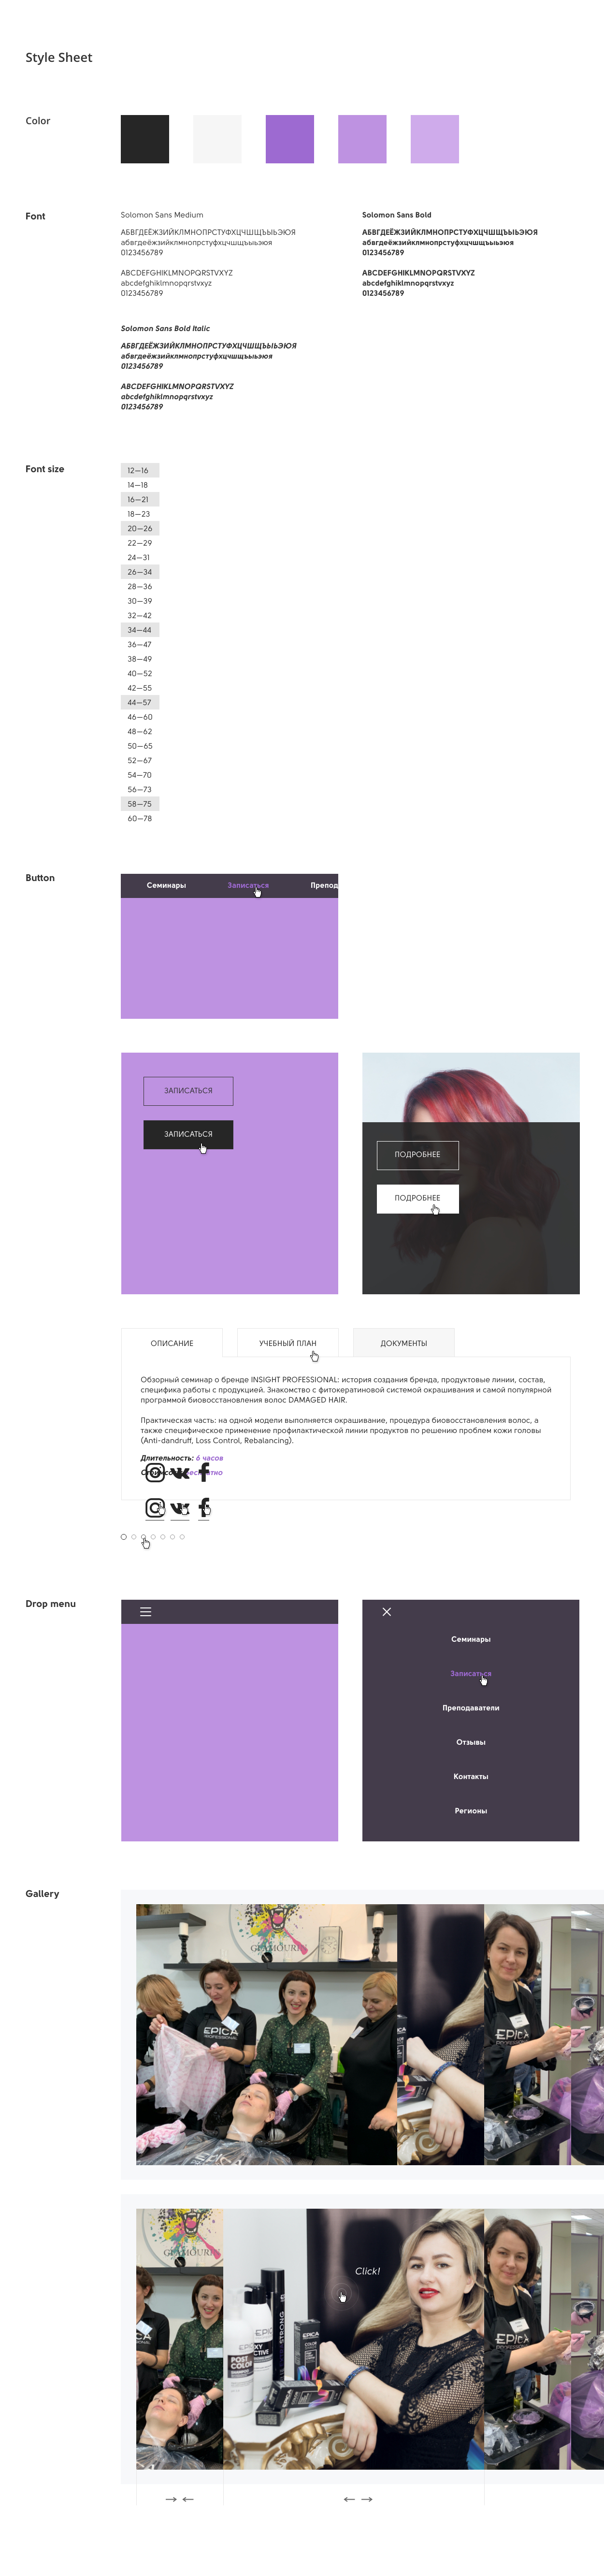 Style Sheet
Color
Font
Solomon Sans Medium
АБВГДЕЁЖЗИЙКЛМНОПРСТУФХЦЧШЩЪЫЬЭЮЯ
абвгдеёжзийклмнопрстуфхцчшщъыьэюя
0123456789
ABCDEFGHIKLMNOPQRSTVXYZ
abcdefghiklmnopqrstvxyz
0123456789
Solomon Sans Bold
АБВГДЕЁЖЗИЙКЛМНОПРСТУФХЦЧШЩЪЫЬЭЮЯ
абвгдеёжзийклмнопрстуфхцчшщъыьэюя
0123456789
ABCDEFGHIKLMNOPQRSTVXYZ
abcdefghiklmnopqrstvxyz
0123456789
Solomon Sans Bold Italic
АБВГДЕЁЖЗИЙКЛМНОПРСТУФХЦЧШЩЪЫЬЭЮЯ
абвгдеёжзийклмнопрстуфхцчшщъыьэюя
0123456789
ABCDEFGHIKLMNOPQRSTVXYZ
abcdefghiklmnopqrstvxyz
0123456789
Font size
12—16
14—18
16—21
18—23
20—26
22—29
24—31
26—34
28—36
30—39
32—42
34—44
36—47
38—49
40—52
42—55
44—57
46—60
48—62
50—65
52—67
54—70
56—73
58—75
60—78
Button
Семинары Записаться Препод
ЗАПИСАТЬСЯ
ЗАПИСАТЬСЯ
ПОДРОБНЕЕ
ПОДРОБНЕЕ
ОПИСАНИЕ УЧЕБНЫЙ ПЛАН ДОКУМЕНТЫ
Обзорный семинар о бренде INSIGHT PROFESSIONAL: история создания бренда, продуктовые линии, состав,
специфика работы с продукцией. Знакомство с фитокератиновой системой окрашивания и самой популярной
программой биовосстановления волос DAMAGED HAIR.
Практическая часть: на одной модели выполняется окрашивание, процедура биовосстановления волос, а
также специфическое применение профилактической линии продуктов по решению проблем кожи головы
(Anti-dandruff, Loss Control, Rebalancing).
Длительность: 6 часов
Drop menu
Семинары
Записаться
Преподаватели
Отзывы
Контакты
Регионы
Gallery
EPICA
PROFESSIONAL
EPICA
Click!
STRONG
EPICA
POST
COLOR
EPICA